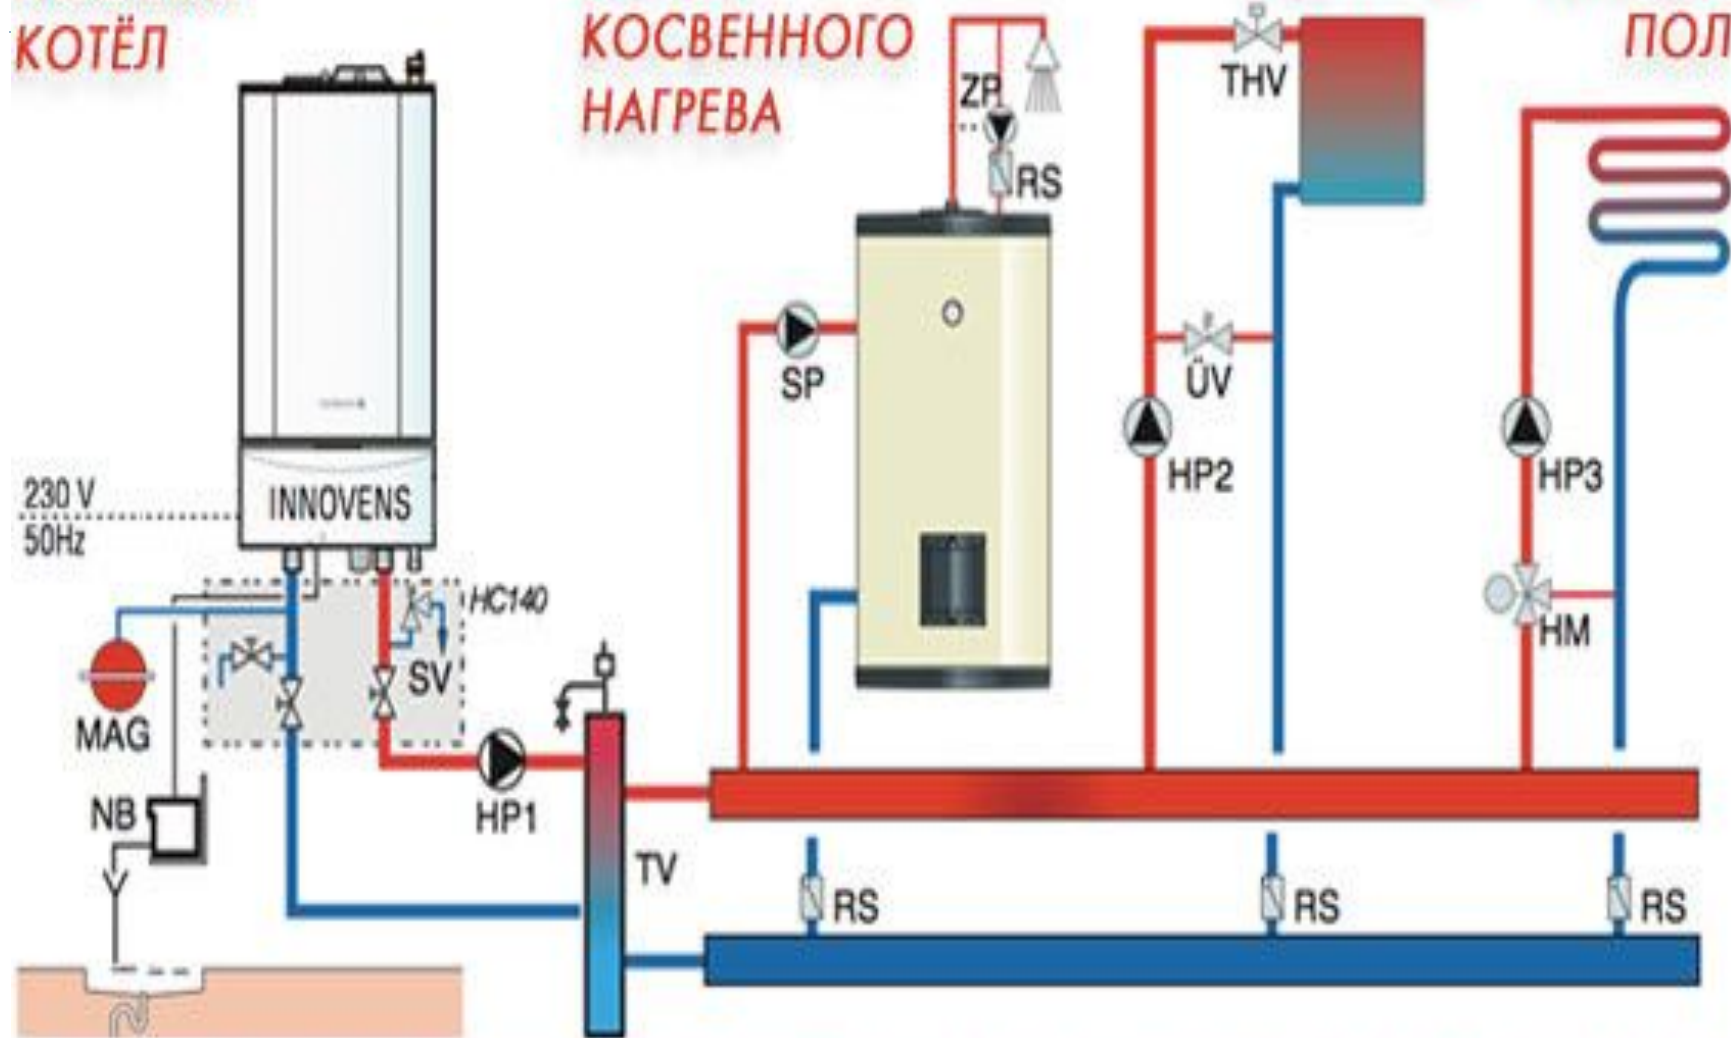 КОТЁЛ
КОСВЕННОГО
НАГРЕВА
ПОЛ
THV
ZP
RS
SP
ÜV
HP2
HP3
230 V
50Hz
INNOVENS
HC140
HM
SV
MAG
NB
HP1
TV
RS
RS
RS